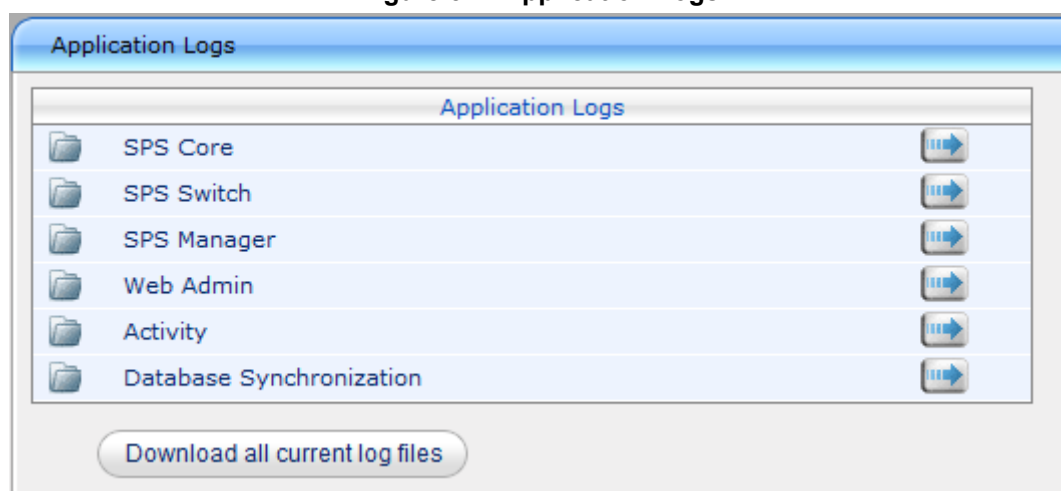 Application Logs
Application Logs
SPS Core
SPS Switch
SPS Manager
Web Admin
Activity
Database Synchronization
Download all current log files